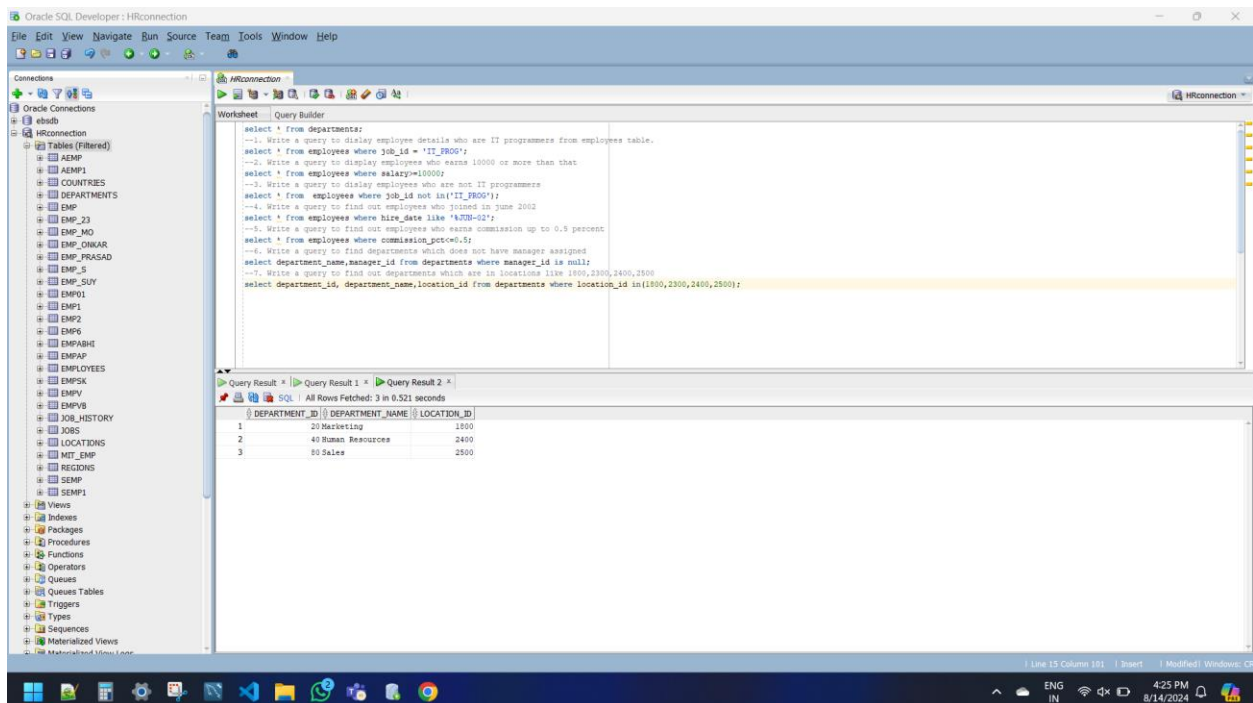 Oracle SQL Developer : HRconnection
File Edit View Navigate Run Source Team Tools Window Help
Connections
Oracle Connections
ebsdb
HRconnection
Tables (Filtered)
AEMP
AEMP1
COUNTRIES
DEPARTMENTS
EMP
EMP_23
EMP_MO
EMP_ONKAR
EMP_PRASAD
EMP_S
EMP_SUY
EMP01
EMP1
EMP2
EMP6
EMPABHI
EMPAP
EMPLOYEES
EMPSK
EMPV
EMPVB
JOB_HISTORY
JOBS
LOCATIONS
MIT_EMP
REGIONS
SEMP
SEMP1
Views
Indexes
Packages
Procedures
Functions
Operators
Queues
Queues Tables
Triggers
Types
Sequences
Materialized Views
Materialized View Logs
HRconnection
HRconnection
Worksheet Query Builder
select * from departments;
--1. Write a query to dislay employee details who are IT programmers from employees table.
select * from employees where job_id = 'IT_PROG';
--2. Write a query to dimplay employees who earns 10000 or more than that
select * from employees where salary>=10000;
--3. Write a query to dislay employees who are not IT programmers
select * from  employees where job_id not in('IT_PROG');
--4. Write a query to find out employees who joined in june 2002
select * from employees where hire_date like '%JUN-02';
--5. Write a query to find out employees who earns commission up to 0.5 percent
select * from employees where commission_pct<=0.5;
--6. Write a query to find departments which does not have manager assigned
select department_name,manager_id from departments where manager_id is null;
--7. Write a query to find out departments which are in locations like 1800,2300,2400,2500
select department_id, department_name,location_id from departments where location_id in(1800,2300,2400,2500);
Query Result Query Result 1 Query Result 2
SQL | All Rows Fetched: 3 in 0.521 seconds
DEPARTMENT_ID DEPARTMENT_NAME LOCATION_ID
1 20 Marketing 1800
2 40 Human Resources 2400
3 80 Sales 2500
Line 15 Column 101 | Insert | Modified | Windows: CR
ENG IN
4:25 PM
8/14/2024